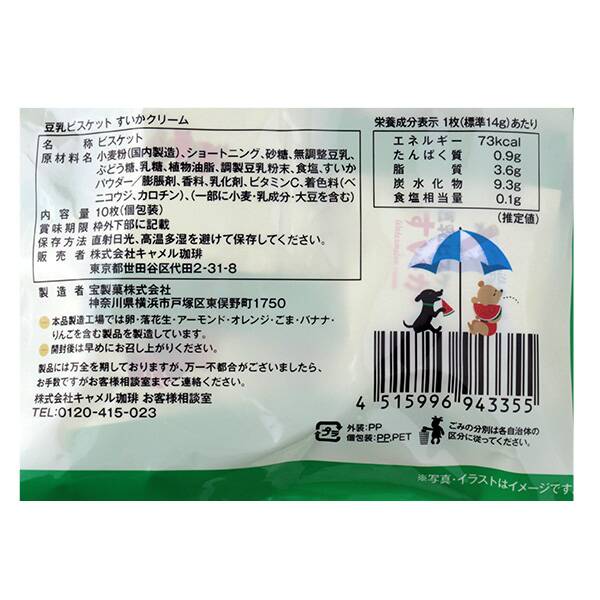 豆乳ビスケット すいかクリーム
名称 ビスケット
原材料名 小麦粉(国内製造)、ショートニング、砂糖、無調整豆乳、
ぶどう糖、乳糖、植物油脂、調製豆乳粉末、食塩、すいか
パウダー/膨脹剤、香料、乳化剤、ビタミンC、着色料(ベ
ニコウジ、カロチン)、(一部に小麦・乳成分・大豆を含む)
内容量 10枚(個包装)
賞味期限 枠外下部に記載
保存方法 直射日光、高温多湿を避けて保存してください。
販売者 株式会社キャメル珈琲
東京都世田谷区代田2-31-8
製造者 宝製菓株式会社
神奈川県横浜市戸塚区東俣野町1750
本品製造工場では卵・落花生・アーモンド・オレンジ・ごま・バナナ・
りんごを含む製品を製造しています。
開封後は早めにお召し上がりください。
製品には万全を期しておりますが、万一不都合がございましたら、
お手数ですがお客様相談室までご連絡ください。
株式会社キャメル珈琲 お客様相談室
TEL:0120-415-023
栄養成分表示 1枚(標準14g)あたり
エネルギー 73kcal
たんぱく質 0.9g
脂質 3.6g
炭水化物 9.3g
食塩相当量 0.1g
(推定値)
4 515996 943355
プラ
外装:PP
個包装:PP,PET
ごみの分別は各自治体の
区分に従ってください。
※写真・イラストはイメージです。